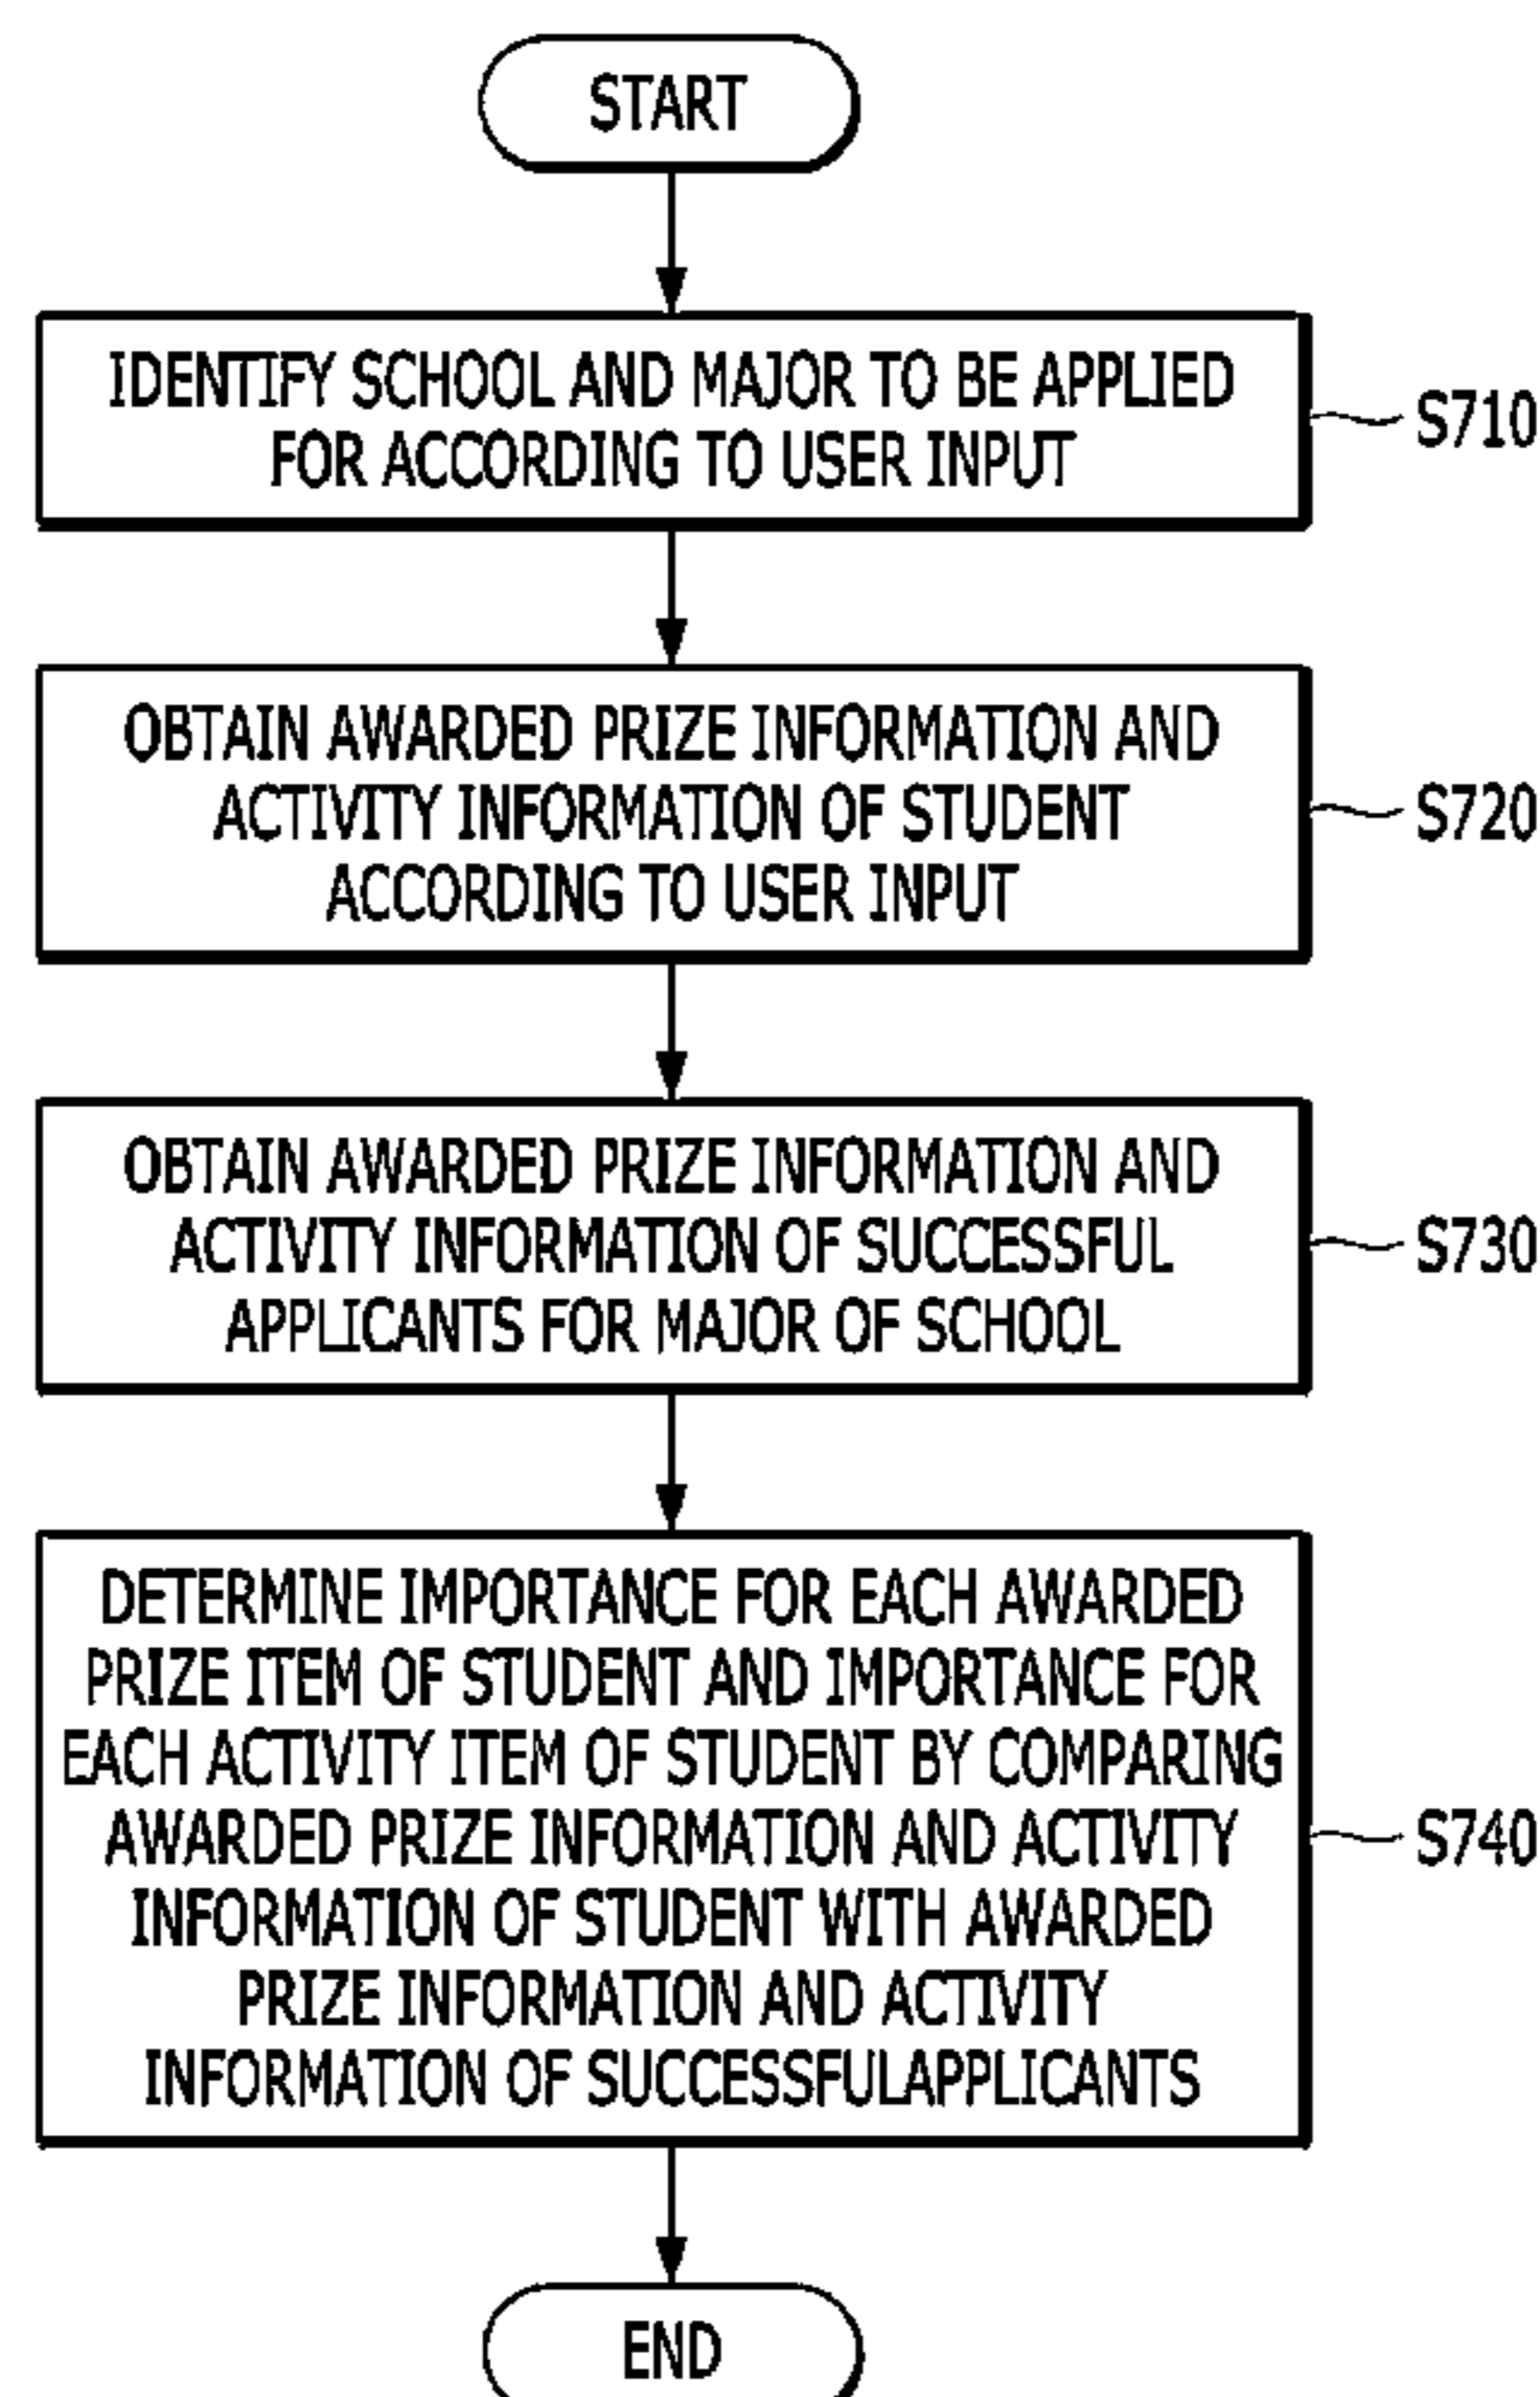 START
IDENTIFY SCHOOL AND MAJOR TO BE APPLIED
FOR ACCORDING TO USER INPUT
S710
OBTAIN AWARDED PRIZE INFORMATION AND
ACTIVITY INFORMATION OF STUDENT
ACCORDING TO USER INPUT
S720
OBTAIN AWARDED PRIZE INFORMATION AND
ACTIVITY INFORMATION OF SUCCESSFUL
APPLICANTS FOR MAJOR OF SCHOOL
S730
DETERMINE IMPORTANCE FOR EACH AWARDED
PRIZE ITEM OF STUDENT AND IMPORTANCE FOR
EACH ACTIVITY ITEM OF STUDENT BY COMPARING
AWARDED PRIZE INFORMATION AND ACTIVITY
INFORMATION OF STUDENT WITH AWARDED
PRIZE INFORMATION AND ACTIVITY
INFORMATION OF SUCCESSFULAPPLICANTS
S740
END